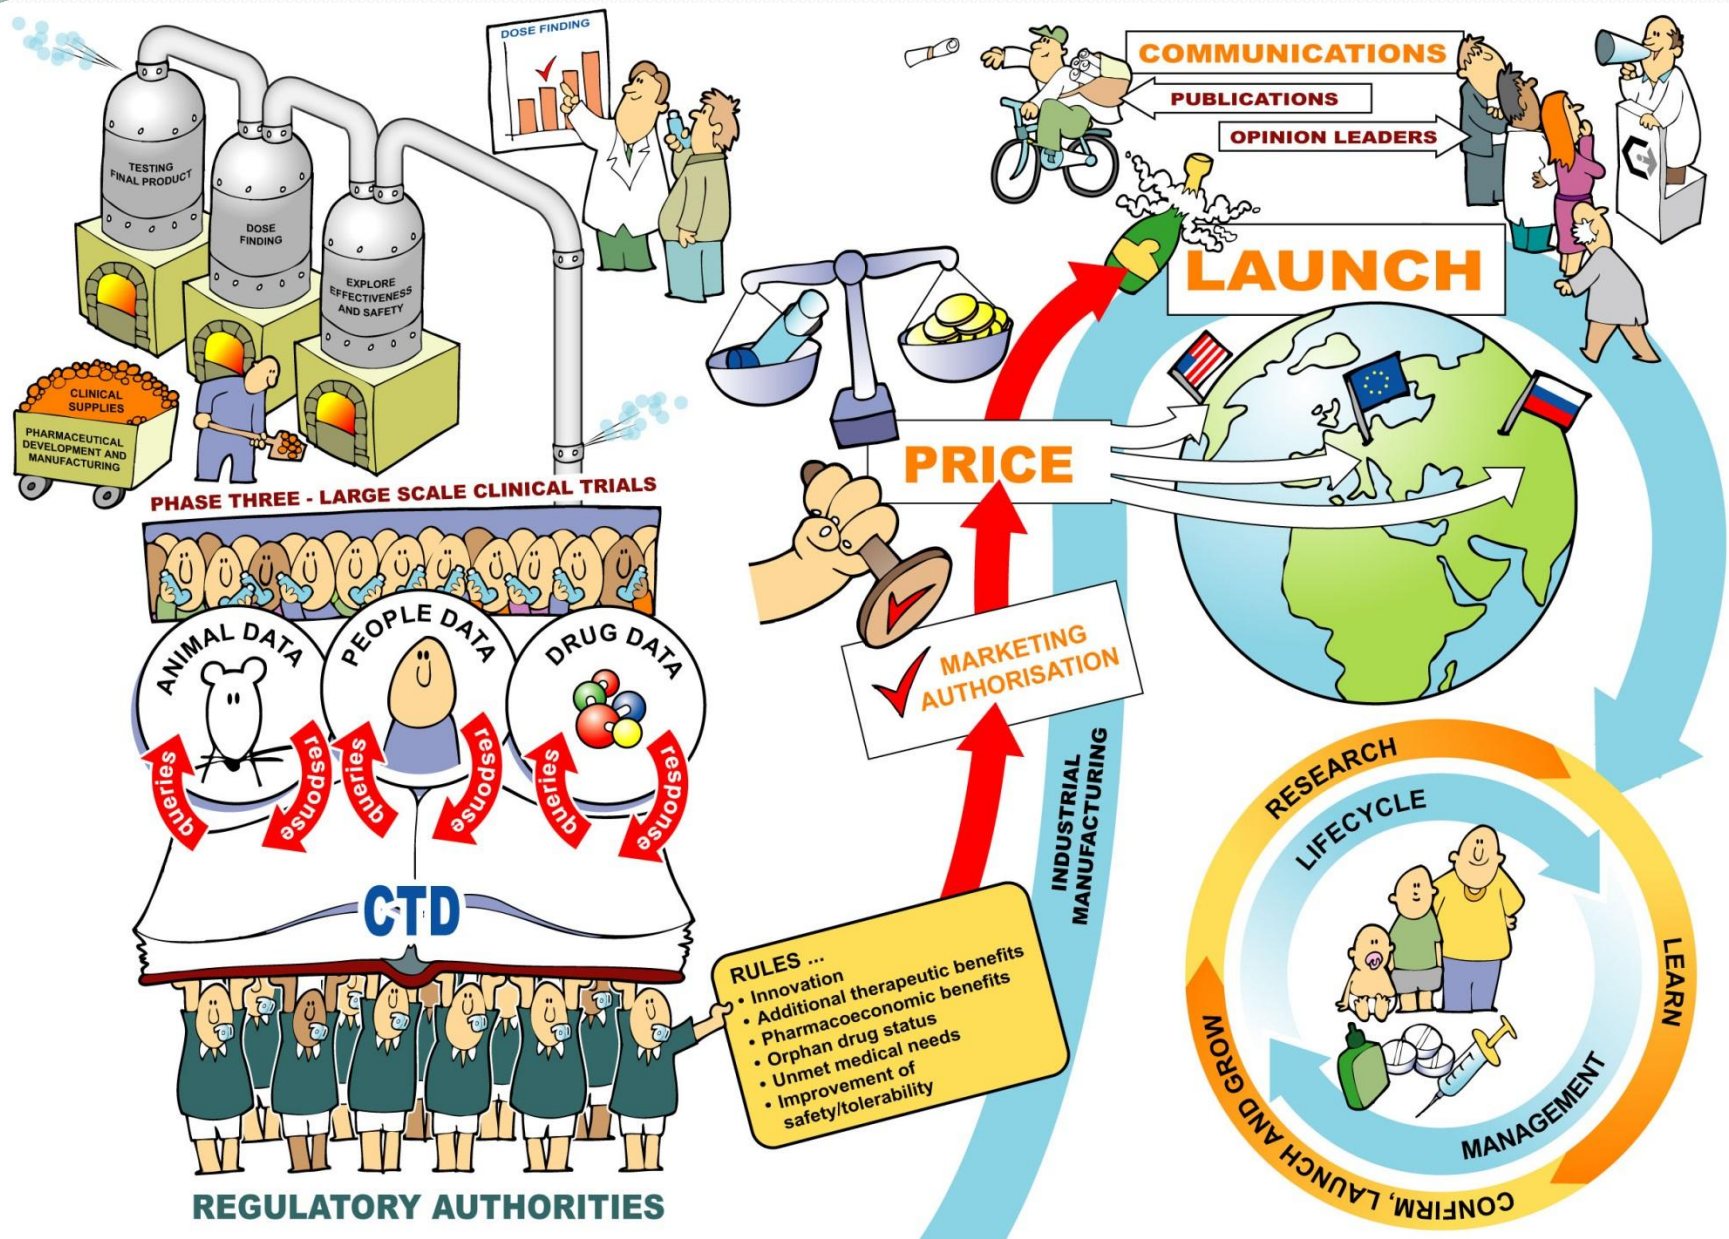 DOSE FINDING
TESTING
FINAL PRODUCT
DOSE
FINDING
EXPLORE
EFFECTIVENESS
AND SAFETY
CLINICAL
SUPPLIES
PHARMACEUTICAL
DEVELOPMENT AND
MANUFACTURING
PHASE THREE - LARGE SCALE CLINICAL TRIALS
ANIMAL DATA
queries
response
PEOPLE DATA
queries
response
DRUG DATA
queries
response
CTD
REGULATORY AUTHORITIES
RULES ...
• Innovation
• Additional therapeutic benefits
• Pharmacoeconomic benefits
• Orphan drug status
• Unmet medical needs
• Improvement of
safety/tolerability
MARKETING
AUTHORISATION
PRICE
INDUSTRIAL
MANUFACTURING
LAUNCH
COMMUNICATIONS
PUBLICATIONS
OPINION LEADERS
RESEARCH
LEARN
CONFIRM, LAUNCH AND GROW
LIFECYCLE
MANAGEMENT